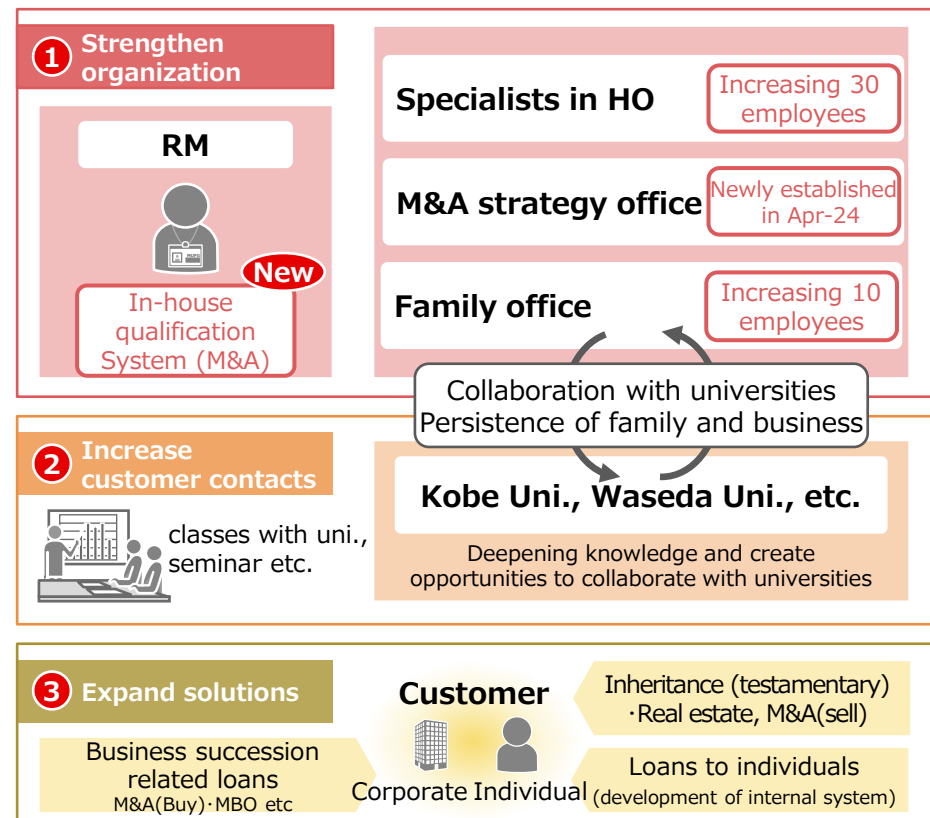 1
Strengthen
organization
RM
New
In-house
qualification
System (M&A)
Specialists in HO
Increasing 30
employees
M&A strategy office
Newly established
in Apr-24
Family office
Increasing 10
employees
Collaboration with universities
Persistence of family and business
2
Increase
customer contacts
classes with uni.,
seminar etc.
Kobe Uni., Waseda Uni., etc.
Deepening knowledge and create
opportunities to collaborate with universities
3
Expand solutions
Business succession
related loans
M&A(Buy)･MBO etc
Customer
Corporate
Individual
Inheritance (testamentary)
･Real estate, M&A(sell)
Loans to individuals
(development of internal system)